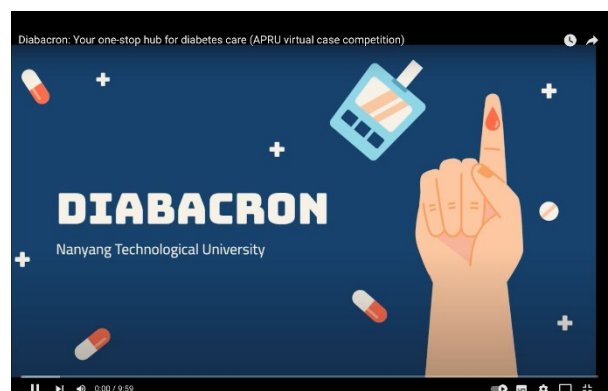 Diabacron: Your one-stop hub for diabetes care (APRU virtual case competition)
DIABACRON
Nanyang Technological University
0:00 / 9:59